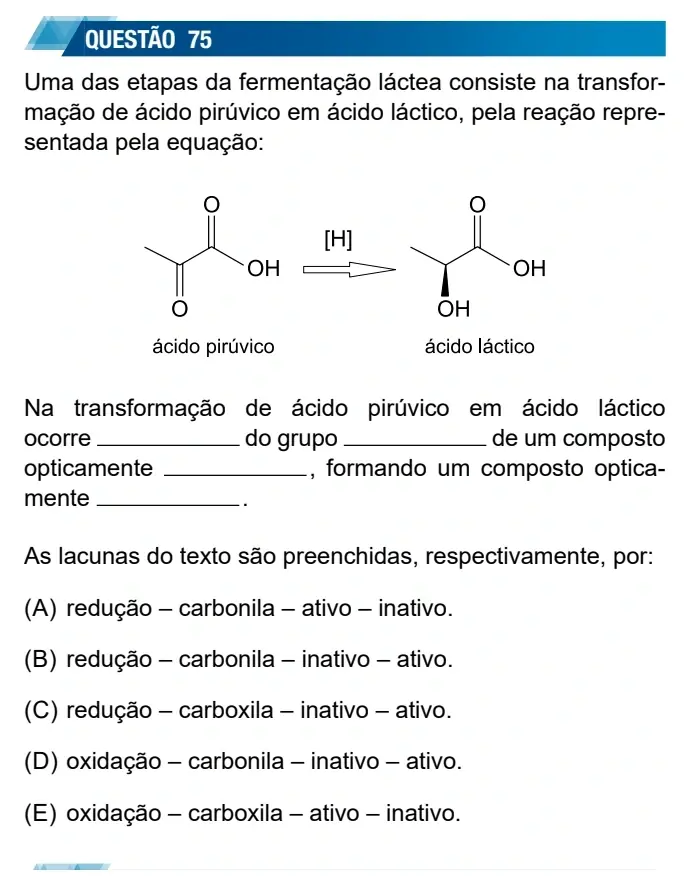 QUESTÃO 75
Uma das etapas da fermentação láctea consiste na transfor-
mação de ácido pirúvico em ácido láctico, pela reação repre-
sentada pela equação:
O
[H]
O
OH
OH
O
OH
ácido pirúvico
ácido láctico
Na transformação de ácido pirúvico em ácido láctico
ocorre ____________ do grupo ____________ de um composto
opticamente ____________, formando um composto optica-
mente ____________.
As lacunas do texto são preenchidas, respectivamente, por:
(A) redução – carbonila – ativo – inativo.
(B) redução – carbonila – inativo – ativo.
(C) redução – carboxila – inativo – ativo.
(D) oxidação – carbonila – inativo – ativo.
(E) oxidação – carboxila – ativo – inativo.